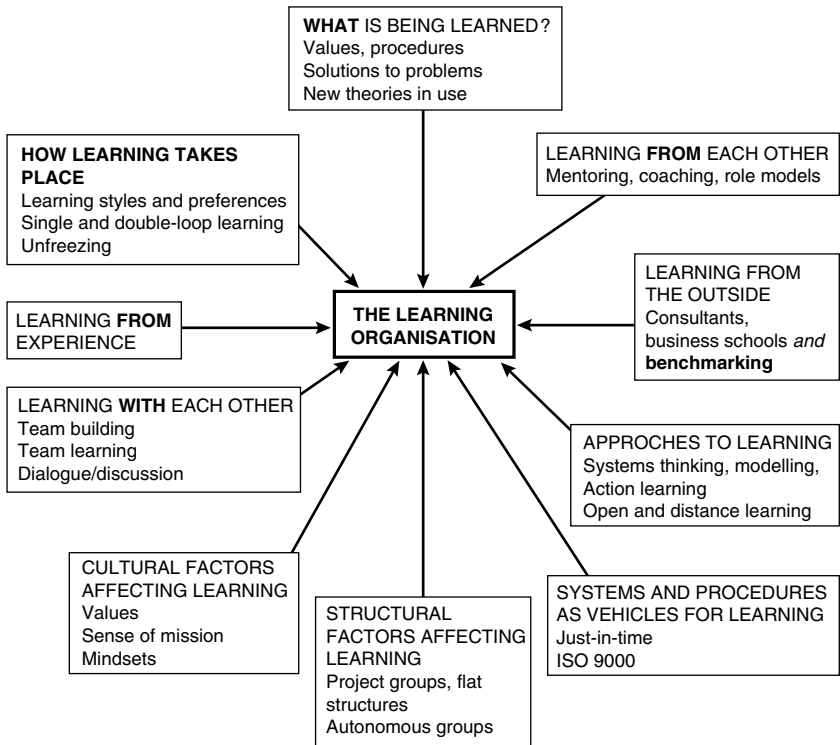 WHAT IS BEING LEARNED?
Values, procedures
Solutions to problems
New theories in use
HOW LEARNING TAKES
PLACE
Learning styles and preferences
Single and double-loop learning
Unfreezing
LEARNING FROM EACH OTHER
Mentoring, coaching, role models
LEARNING FROM
THE OUTSIDE
Consultants,
business schools and
benchmarking
THE LEARNING
ORGANISATION
LEARNING FROM
EXPERIENCE
LEARNING WITH EACH OTHER
Team building
Team learning
Dialogue/discussion
APPROCHES TO LEARNING
Systems thinking, modelling,
Action learning
Open and distance learning
CULTURAL FACTORS
AFFECTING LEARNING
Values
Sense of mission
Mindsets
STRUCTURAL
FACTORS AFFECTING
LEARNING
Project groups, flat
structures
Autonomous groups
SYSTEMS AND PROCEDURES
AS VEHICLES FOR LEARNING
Just-in-time
ISO 9000